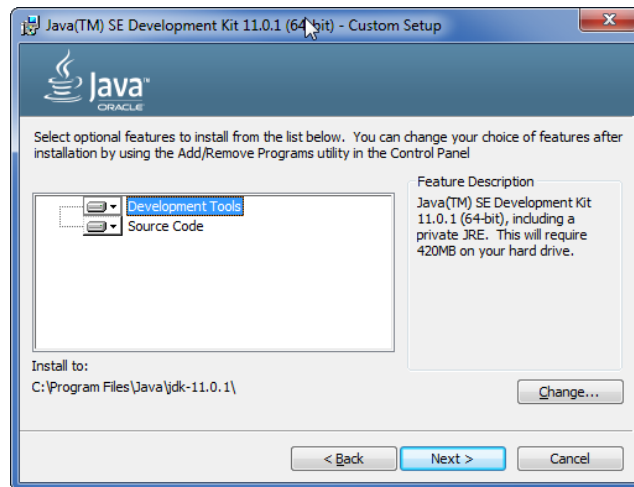 Java(TM) SE Development Kit 11.0.1 (64-bit) - Custom Setup
Java™
ORACLE
Select optional features to install from the list below. You can change your choice of features after
installation by using the Add/Remove Programs utility in the Control Panel
Development Tools
Source Code
Feature Description
Java(TM) SE Development Kit
11.0.1 (64-bit), including a
private JRE. This will require
420MB on your hard drive.
Install to:
C:\Program Files\Java\jdk-11.0.1\
Change...
< Back
Next >
Cancel